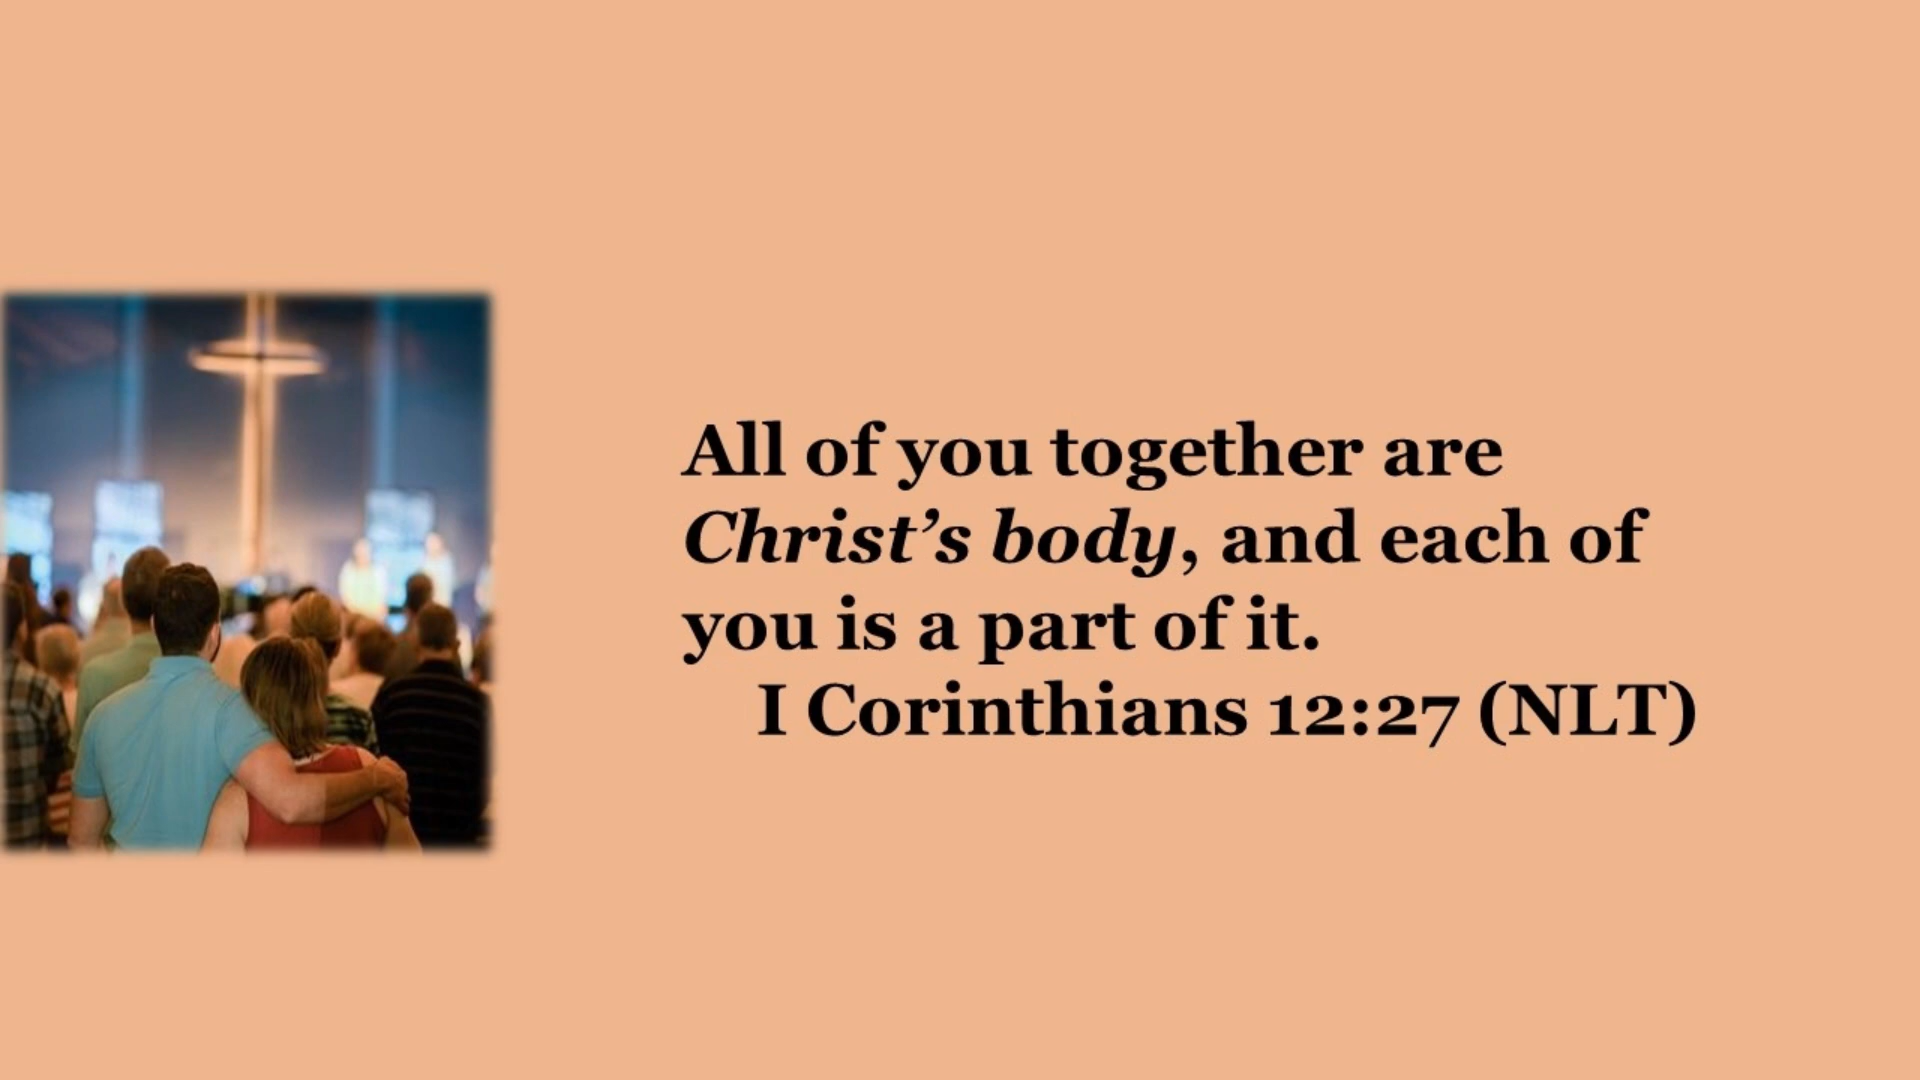 All of you together are
Christ’s body, and each of
you is a part of it.
I Corinthians 12:27 (NLT)